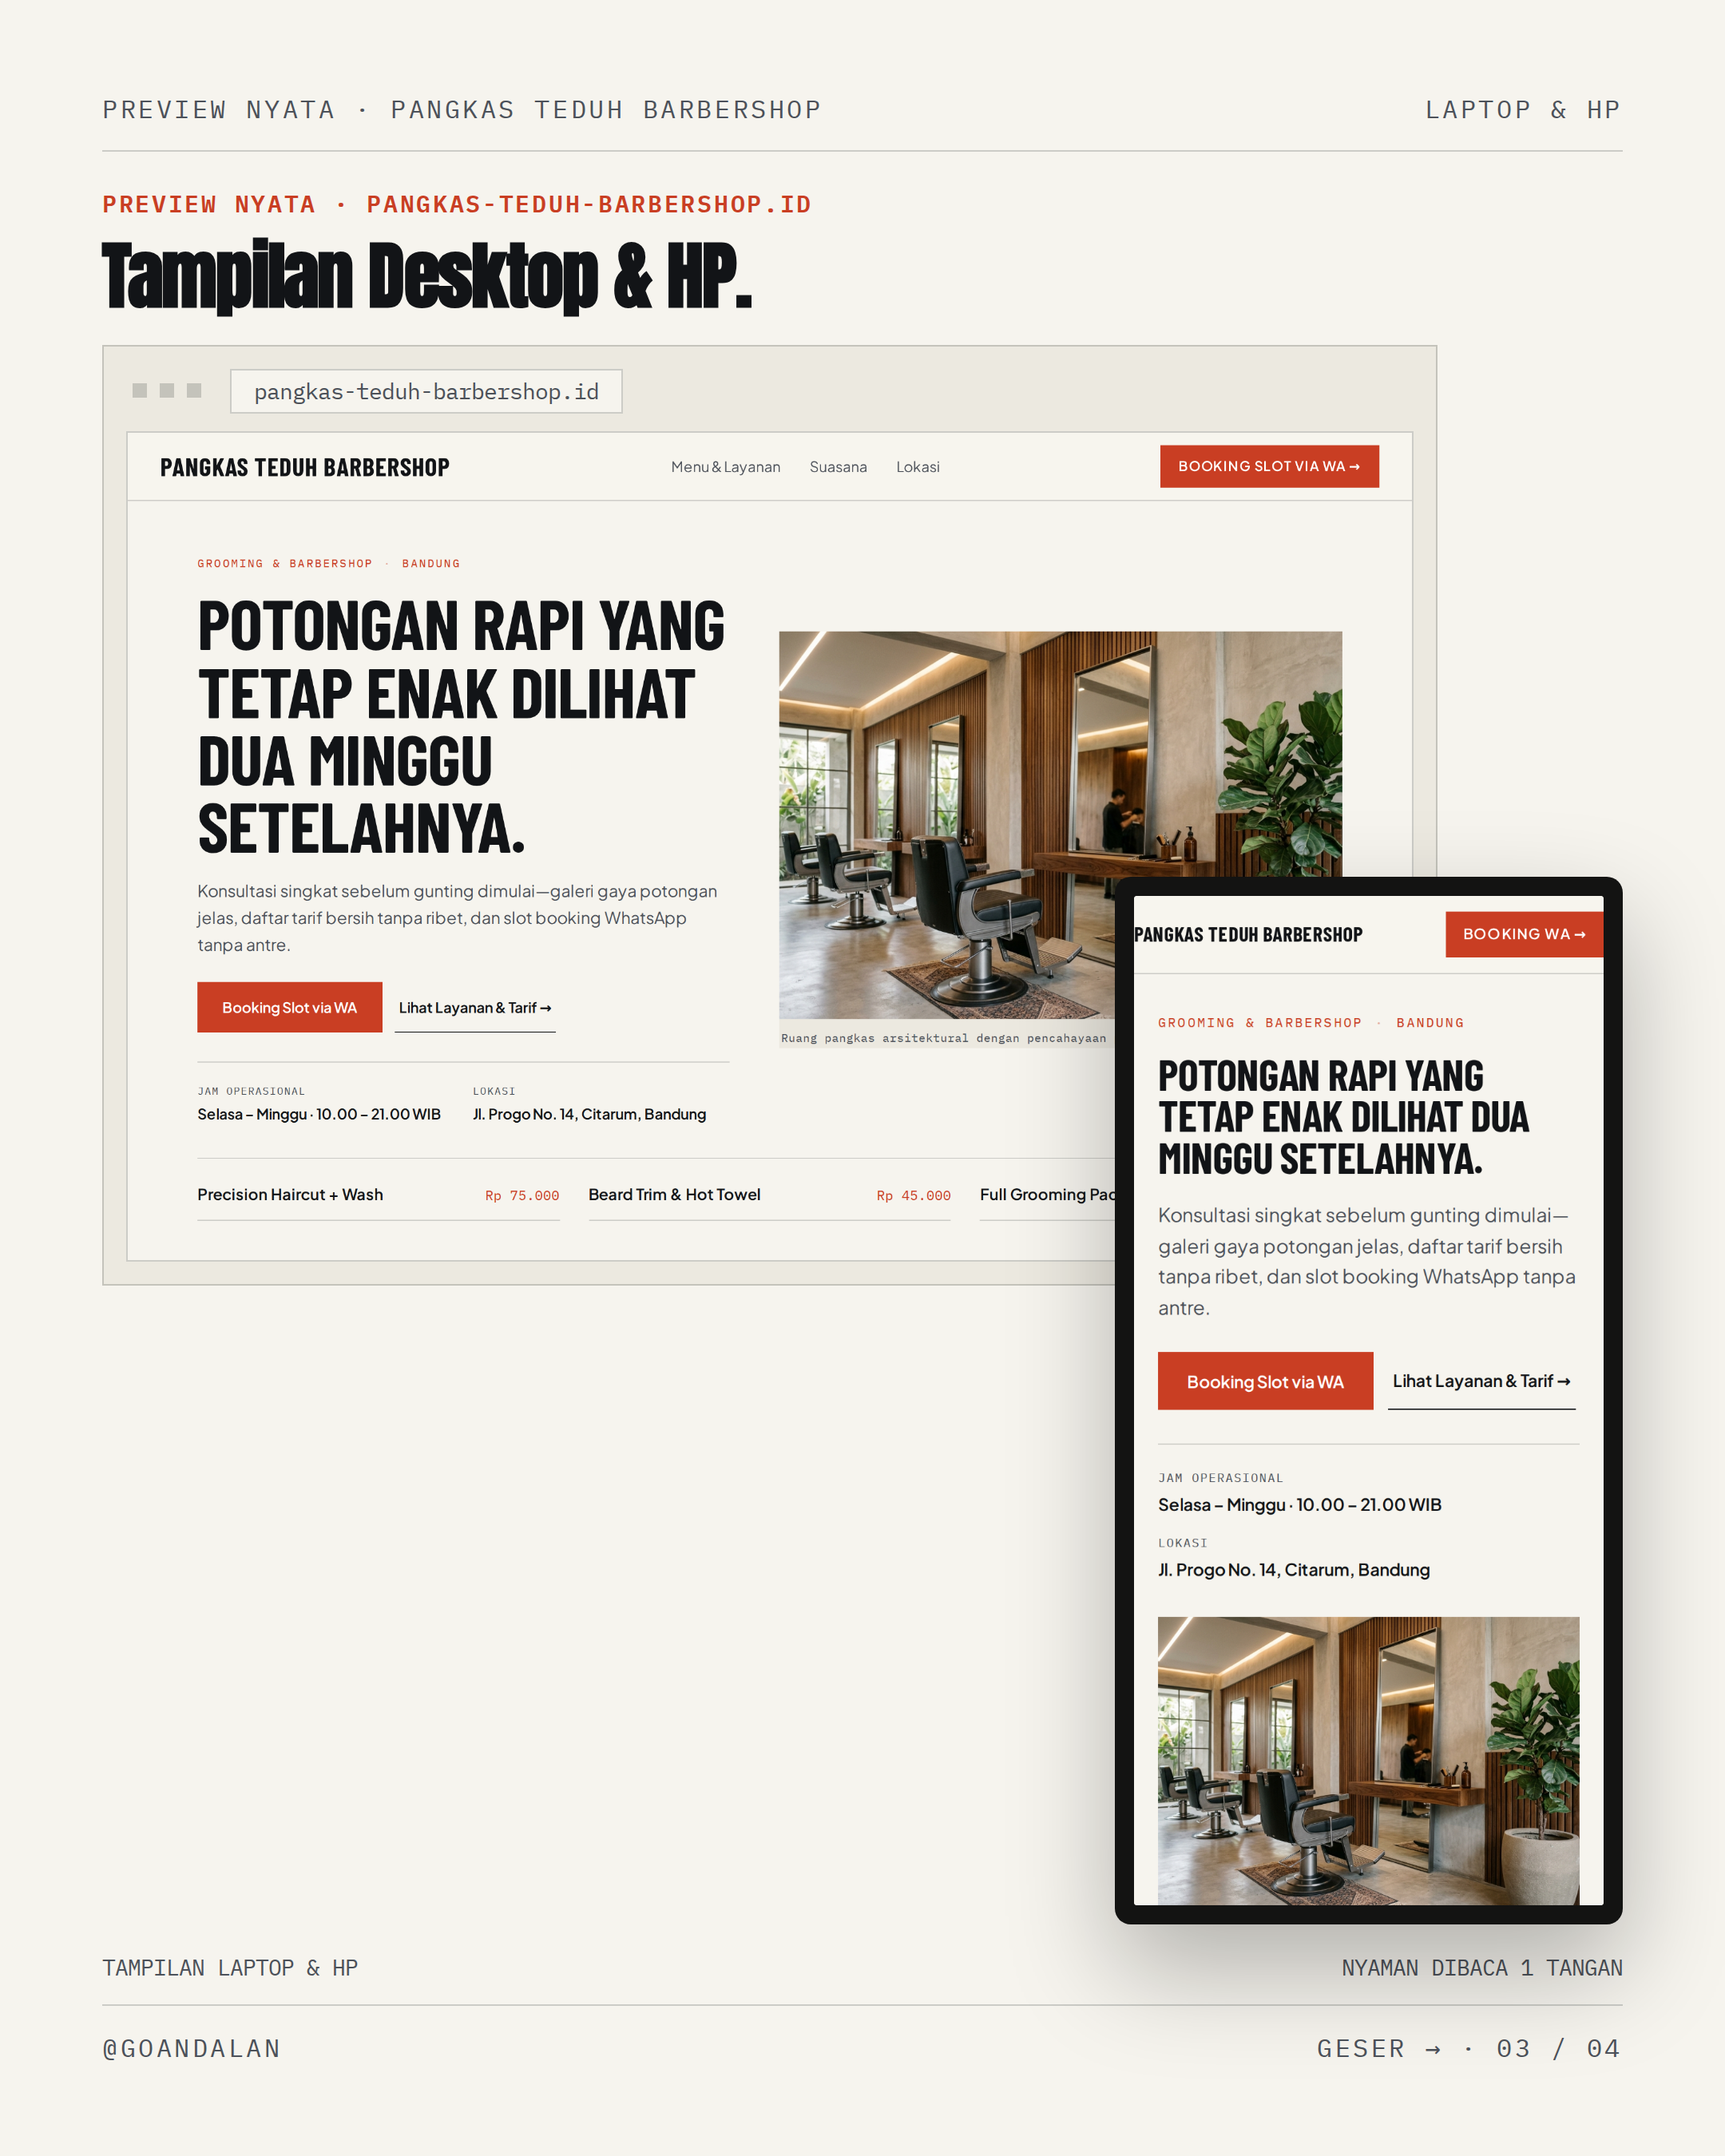 PREVIEW NYATA · PANGKAS TEDUH BARBERSHOP
LAPTOP & HP
PREVIEW NYATA · PANGKAS-TEDUH-BARBERSHOP.ID
Tampilan Desktop & HP.
pangkas-teduh-barbershop.id
PANGKAS TEDUH BARBERSHOP
Menu & Layanan
Suasana
Lokasi
BOOKING SLOT VIA WA →
GROOMING & BARBERSHOP · BANDUNG
POTONGAN RAPI YANG
TETAP ENAK DILIHAT
DUA MINGGU
SETELAHNYA.
Konsultasi singkat sebelum gunting dimulai—galeri gaya potongan
jelas, daftar tarif bersih tanpa ribet, dan slot booking WhatsApp
tanpa antre.
Booking Slot via WA
Lihat Layanan & Tarif →
Ruang pangkas arsitektural dengan pencahayaan
JAM OPERASIONAL
Selasa – Minggu · 10.00 – 21.00 WIB
LOKASI
Jl. Progo No. 14, Citarum, Bandung
Precision Haircut + Wash
Rp 75.000
Beard Trim & Hot Towel
Rp 45.000
Full Grooming Pac
PANGKAS TEDUH BARBERSHOP
BOOKING WA →
GROOMING & BARBERSHOP · BANDUNG
POTONGAN RAPI YANG
TETAP ENAK DILIHAT DUA
MINGGU SETELAHNYA.
Konsultasi singkat sebelum gunting dimulai—
galeri gaya potongan jelas, daftar tarif bersih
tanpa ribet, dan slot booking WhatsApp tanpa
antre.
Booking Slot via WA
Lihat Layanan & Tarif →
JAM OPERASIONAL
Selasa – Minggu · 10.00 – 21.00 WIB
LOKASI
Jl. Progo No. 14, Citarum, Bandung
TAMPILAN LAPTOP & HP
NYAMAN DIBACA 1 TANGAN
@GOANDALAN
GESER → · 03 / 04